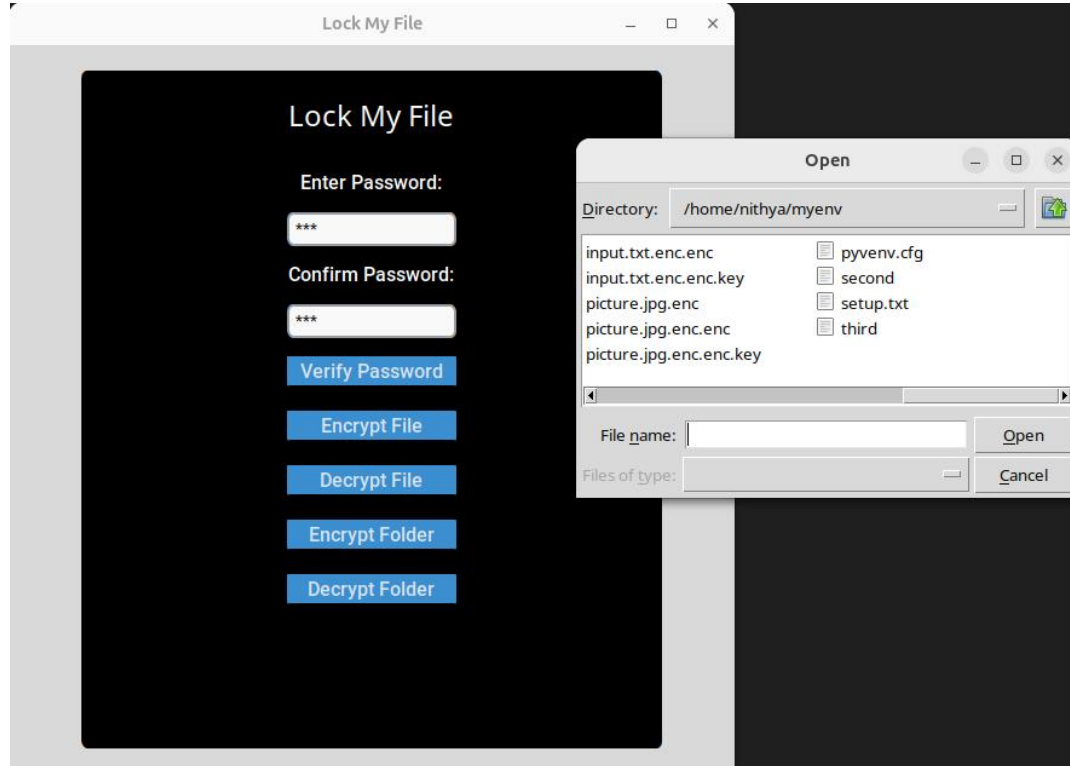 Lock My File
Lock My File
Enter Password:
***
Confirm Password:
***
Verify Password
Encrypt File
Decrypt File
Encrypt Folder
Decrypt Folder
Open
Directory: /home/nithya/myenv
input.txt.enc.enc
input.txt.enc.enc.key
picture.jpg.enc
picture.jpg.enc.enc
picture.jpg.enc.enc.key
pyvenv.cfg
second
setup.txt
third
File name:
Open
Files of type:
Cancel